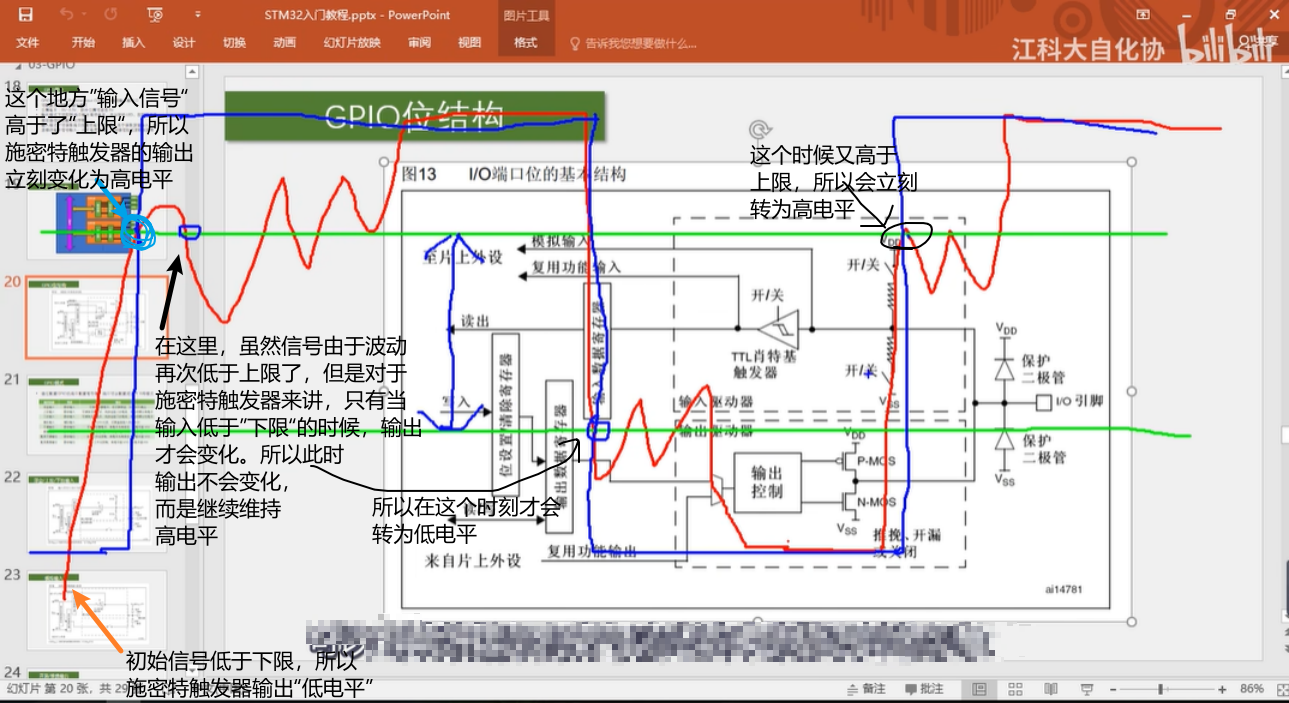 STM32入门教程.pptx - PowerPoint
图片工具
文件
开始
插入
设计
切换
动画
幻灯片放映
审阅
视图
格式
告诉我您想要做什么...
江科大自化协
bilibili
共享
03-GPIO
18
这个地方"输入信号"
高于了"上限"，所以
施密特触发器的输出
立刻变化为高电平
GPIO位结构
图13 I/O端口位的基本结构
这个时候又高于
上限，所以会立刻
转为高电平
模拟输入
至片上外设
复用功能输入
VDD
开/关
开/关
读出
TTL肖特基
触发器
输入数据寄存器
开/关
VSS
VDD
保护
二极管
I/O 引脚
保护
二极管
VSS
20
21
22
23
24
在这里，虽然信号由于波动
再次低于上限了，但是对于
施密特触发器来讲，只有当
输入低于"下限"的时候，输出
才会变化。所以此时
输出不会变化，
而是继续维持
高电平
写入
位设置/清除寄存器
输出数据寄存器
输入驱动器
输出驱动器
VDD
P-MOS
输出
控制
N-MOS
VSS
推挽、开漏
或关闭
所以在这个时刻才会
转为低电平
来自片上外设
复用功能输出
ai14781
初始信号低于下限，所以
施密特触发器输出"低电平"
幻灯片 第 20 张，共 29
备注
批注
86%